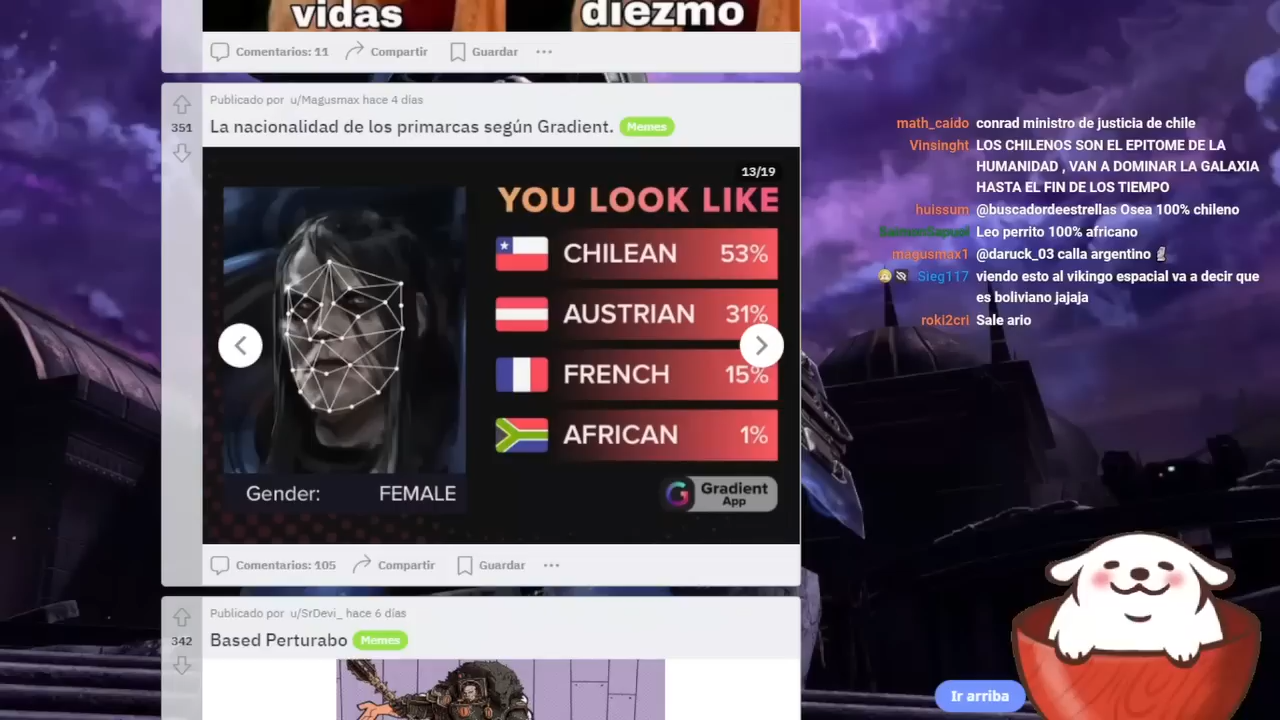 vidas
diezmo
Comentarios: 11
Compartir
Guardar
Publicado por u/Magusmax hace 4 días
351
La nacionalidad de los primarcas según Gradient.
Memes
13/19
YOU LOOK LIKE
CHILEAN 53%
AUSTRIAN 31%
FRENCH 15%
AFRICAN 1%
Gender: FEMALE
Gradient
App
Comentarios: 105
Compartir
Guardar
Publicado por u/SrDevi_ hace 6 días
342
Based Perturabo
Memes
math_caido conrad ministro de justicia de chile
Vinsinght LOS CHILENOS SON EL EPITOME DE LA
HUMANIDAD , VAN A DOMINAR LA GALAXIA
HASTA EL FIN DE LOS TIEMPO
huissum @buscadordeestrellas Osea 100% chileno
Leo perrito 100% africano
magusmax1 @daruck_03 calla argentino 🗿
Sieg117 viendo esto al vikingo espacial va a decir que
es boliviano jajaja
roki2cri Sale ario
Ir arriba